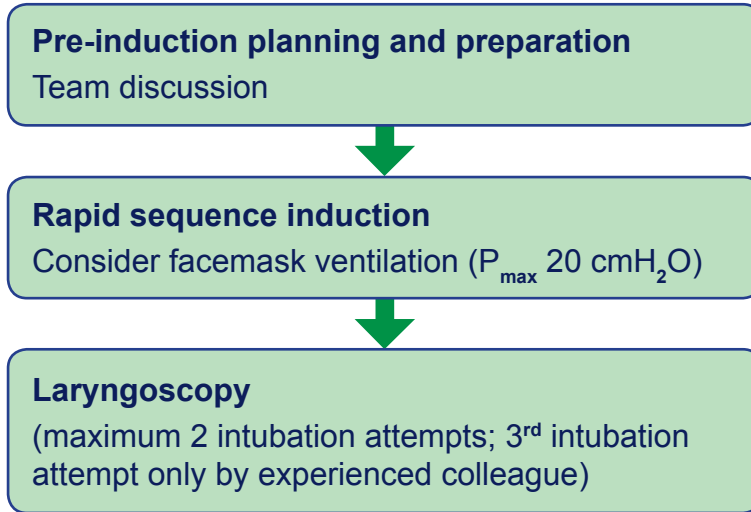 Pre-induction planning and preparation
Team discussion
Rapid sequence induction
Consider facemask ventilation (Pmax 20 cmH2O)
Laryngoscopy
(maximum 2 intubation attempts; 3rd intubation
attempt only by experienced colleague)